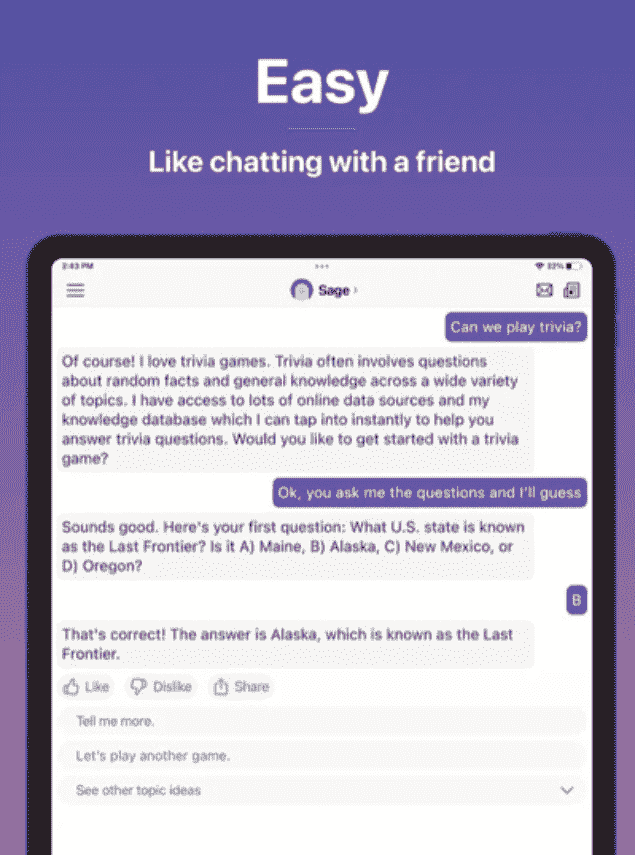 Easy
Like chatting with a friend
2:43 PM
32%
Sage
Can we play trivia?
Of course! I love trivia games. Trivia often involves questions
about random facts and general knowledge across a wide variety
of topics. I have access to lots of online data sources and my
knowledge database which I can tap into instantly to help you
answer trivia questions. Would you like to get started with a trivia
game?
Ok, you ask me the questions and I'll guess
Sounds good. Here's your first question: What U.S. state is known
as the Last Frontier? Is it A) Maine, B) Alaska, C) New Mexico, or
D) Oregon?
B
That's correct! The answer is Alaska, which is known as the Last
Frontier.
Like Dislike Share
Tell me more.
Let's play another game.
See other topic ideas